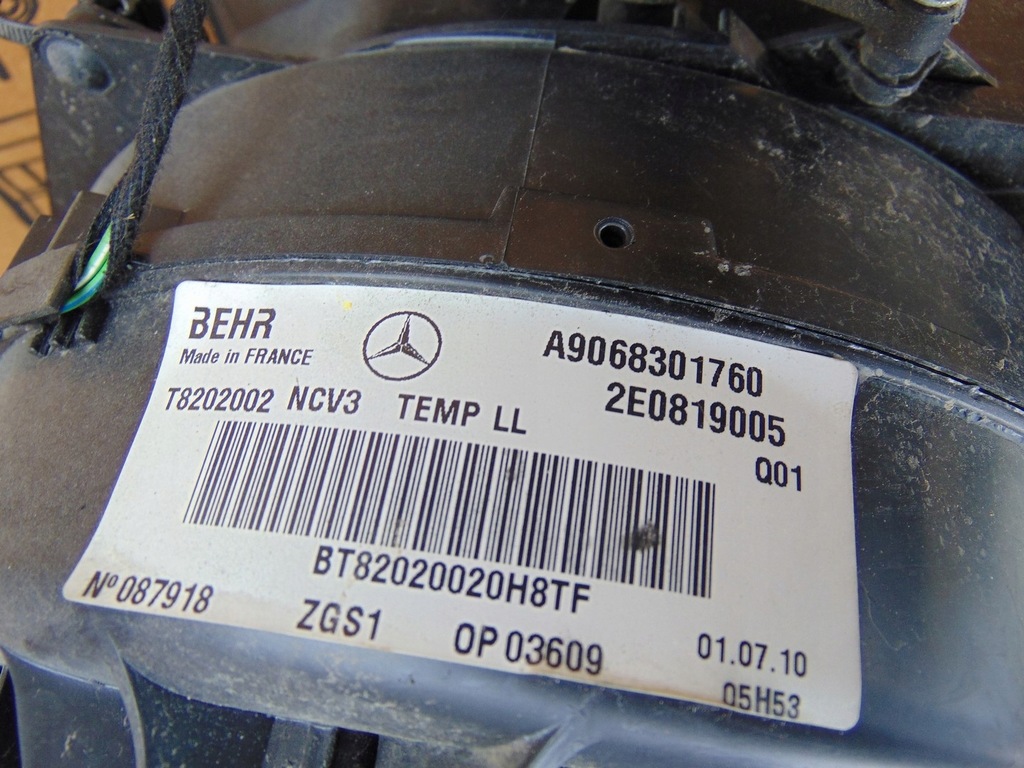 BEHR
Made in FRANCE
A9068301760
2E0819005
T8202002 NCV3 TEMP LL
Q01
BT82020020H8TF
Nº087918 ZGS1 OP 03609 01.07.10
05H53